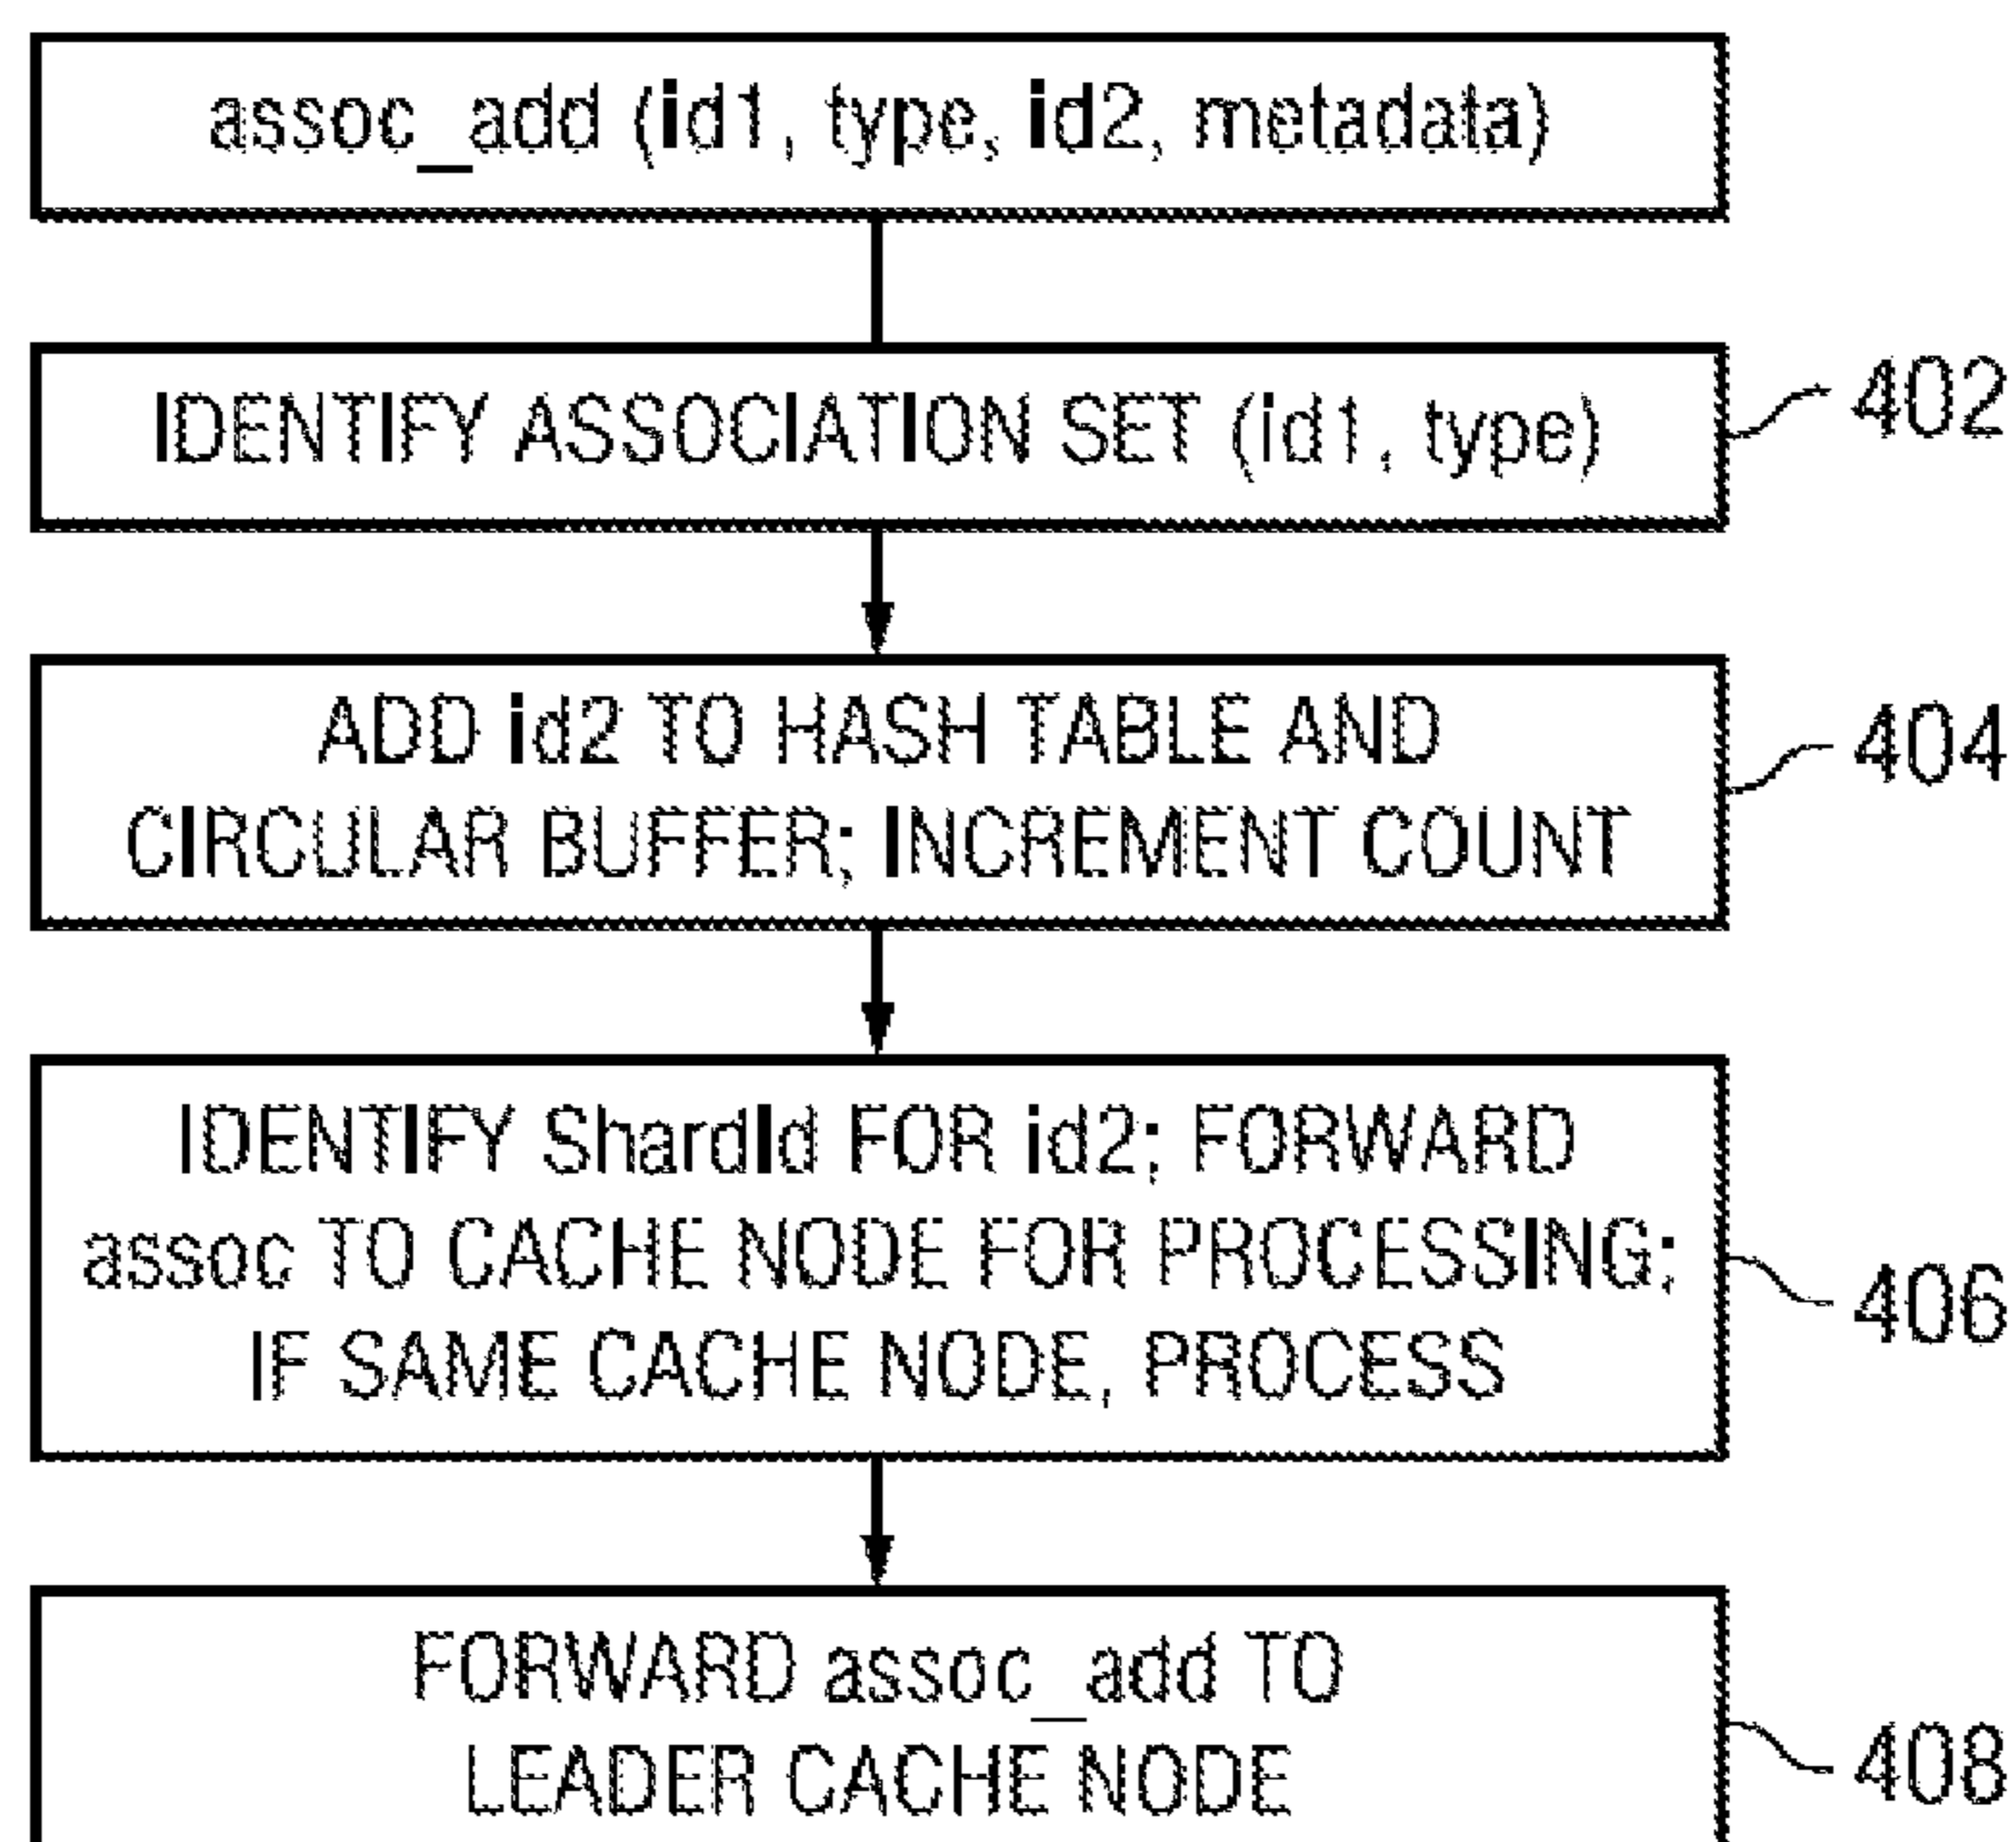 assoc_add (id1, type, id2, metadata)
IDENTIFY ASSOCIATION SET (id1, type)
402
ADD id2 TO HASH TABLE AND
CIRCULAR BUFFER; INCREMENT COUNT
404
IDENTIFY ShardId FOR id2; FORWARD
assoc TO CACHE NODE FOR PROCESSING;
IF SAME CACHE NODE, PROCESS
406
FORWARD assoc_add TO
LEADER CACHE NODE
408